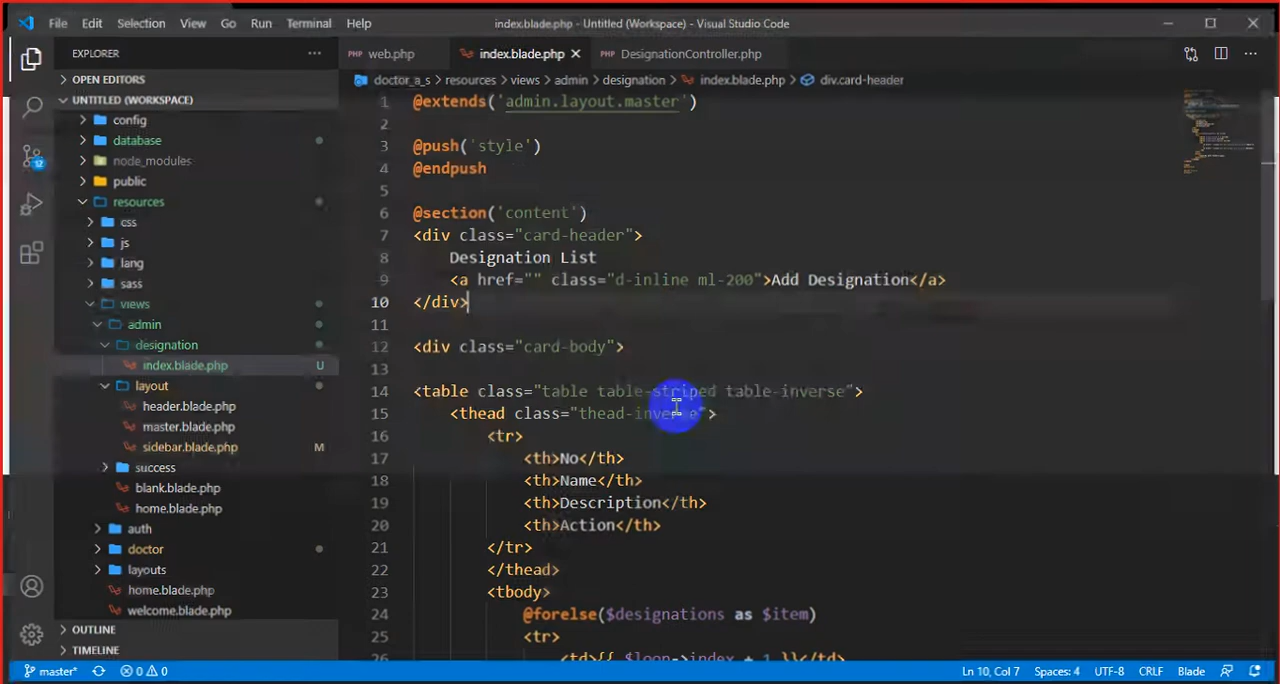 File Edit Selection View Go Run Terminal Help index.blade.php - Untitled (Workspace) - Visual Studio Code
EXPLORER ···
web.php
index.blade.php
DesignationController.php
OPEN EDITORS
doctor_a_s > resources > views > admin > designation > index.blade.php > div.card-header
UNTITLED (WORKSPACE)
config
database
node_modules
public
resources
css
js
lang
sass
views
admin
designation
index.blade.php U
layout
header.blade.php
master.blade.php
sidebar.blade.php M
success
blank.blade.php
home.blade.php
auth
doctor
layouts
home.blade.php
welcome.blade.php
OUTLINE
TIMELINE
12
1 @extends('admin.layout.master')
2
3 @push('style')
4 @endpush
5
6 @section('content')
7 <div class="card-header">
8 Designation List
9 <a href="" class="d-inline ml-200">Add Designation</a>
10 </div>
11
12 <div class="card-body">
13
14 <table class="table table-striped table-inverse">
15 <thead class="thead-inverse">
16 <tr>
17 <th>No</th>
18 <th>Name</th>
19 <th>Description</th>
20 <th>Action</th>
21 </tr>
22 </thead>
23 <tbody>
24 @forelse($designations as $item)
25 <tr>
26 <td>{{ $loop->index + 1 }}</td>
master* 0 0 Ln 10, Col 7 Spaces: 4 UTF-8 CRLF Blade